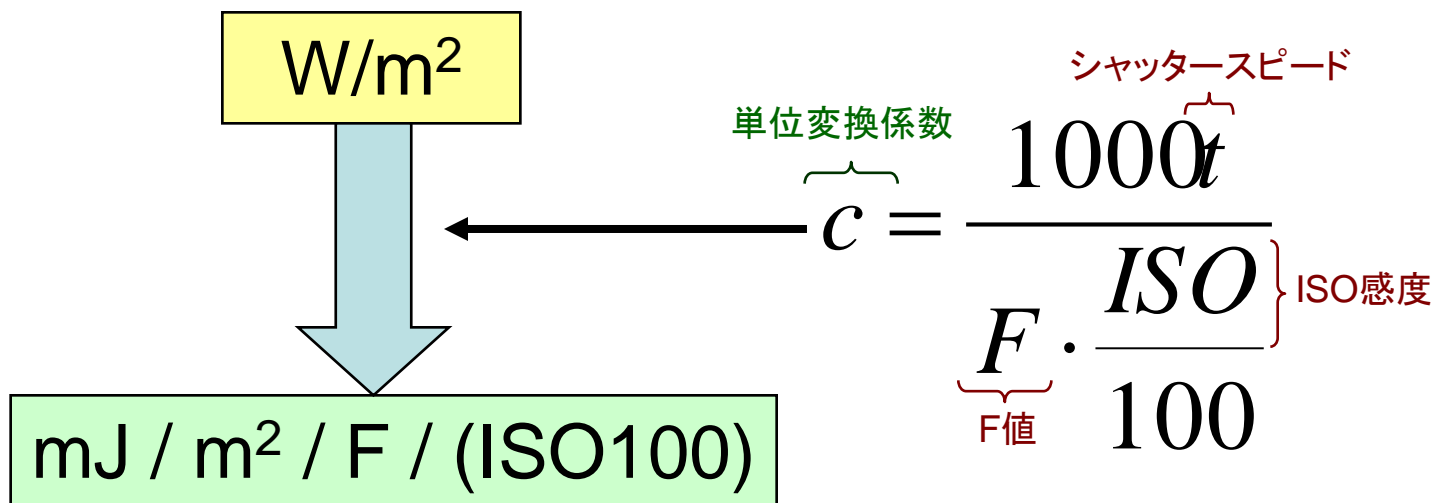 W/m²
mJ / m² / F / (ISO100)
単位変換係数
シャッタースピード
c = 1000t / (F · ISO / 100)
ISO感度
F値